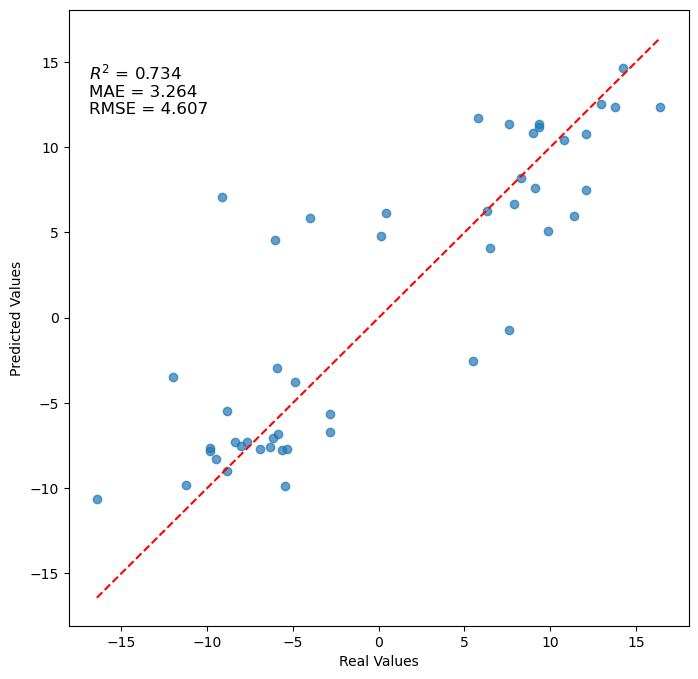 R² = 0.734
MAE = 3.264
RMSE = 4.607
15
10
5
0
−5
−10
−15
Predicted Values
−15 −10 −5 0 5 10 15
Real Values